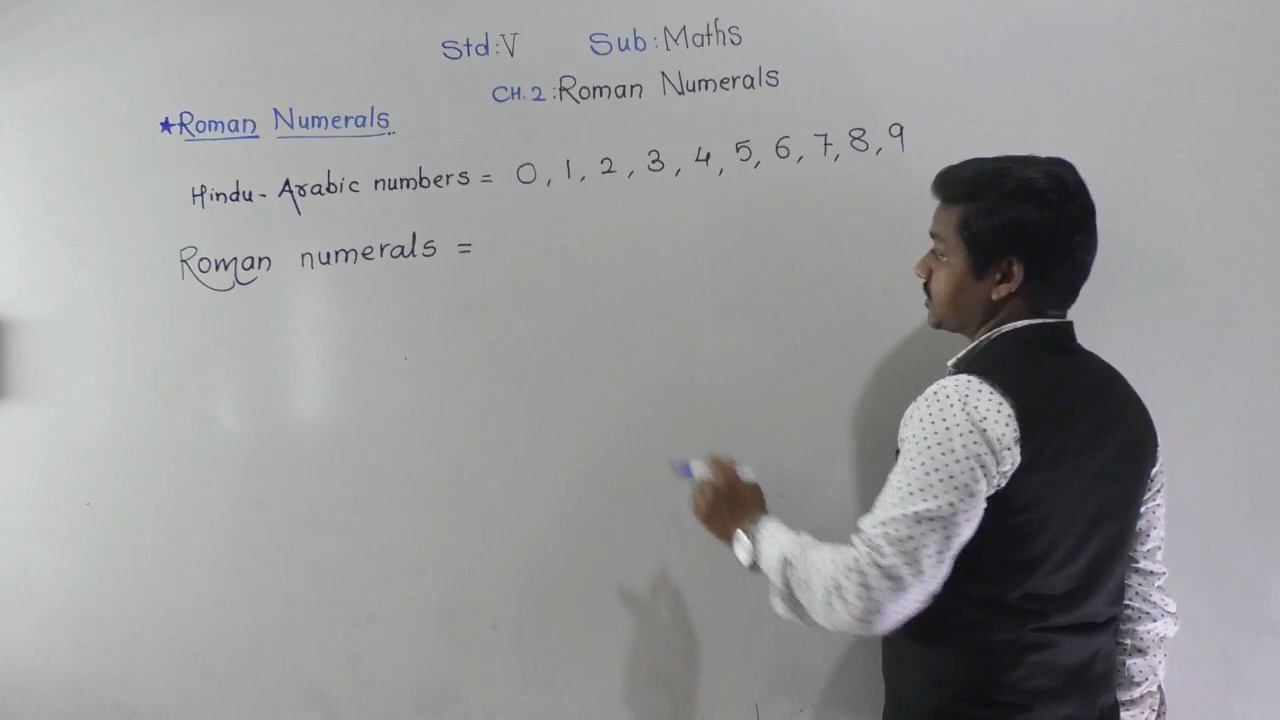 Std:V Sub:Maths
CH.2:Roman Numerals
★Roman Numerals
Hindu-Arabic numbers = 0, 1, 2, 3, 4, 5, 6, 7, 8, 9
Roman numerals =